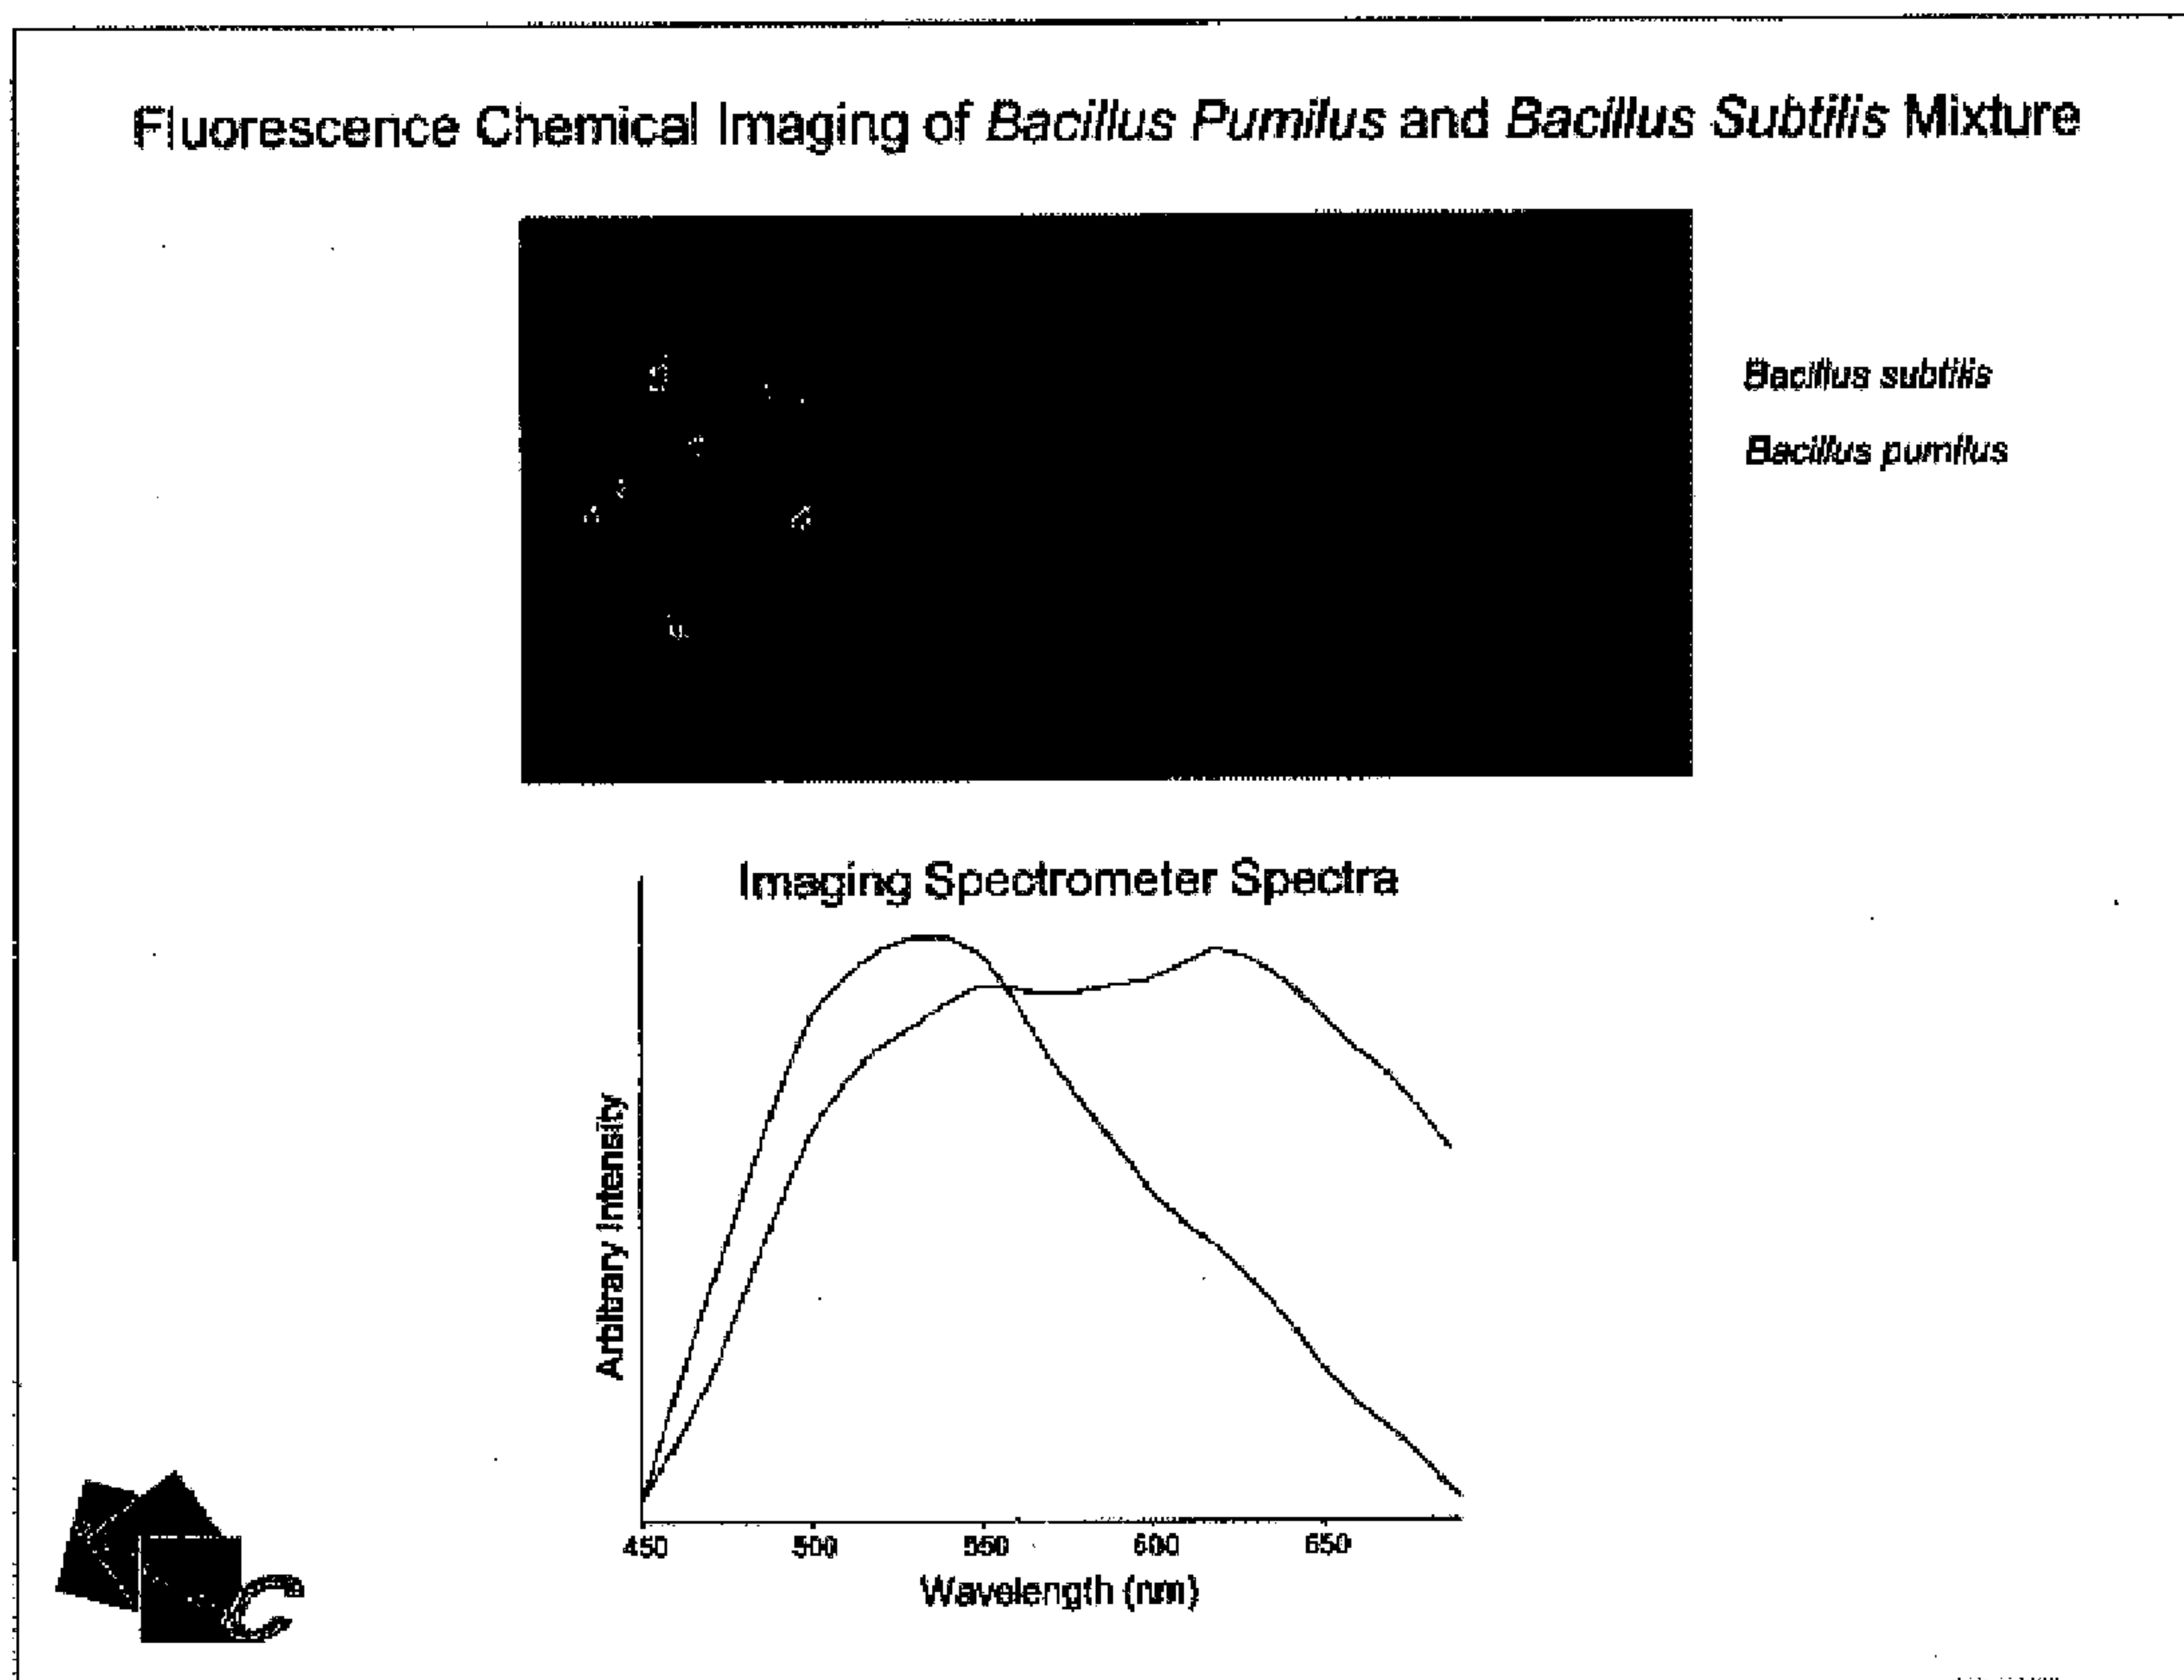 Fluorescence Chemical Imaging of Bacillus Pumilus and Bacillus Subtilis Mixture
Bacillus subtilis
Bacillus pumilus
Imaging Spectrometer Spectra
Arbitrary Intensity
450 500 550 600 650
Wavelength (nm)
C